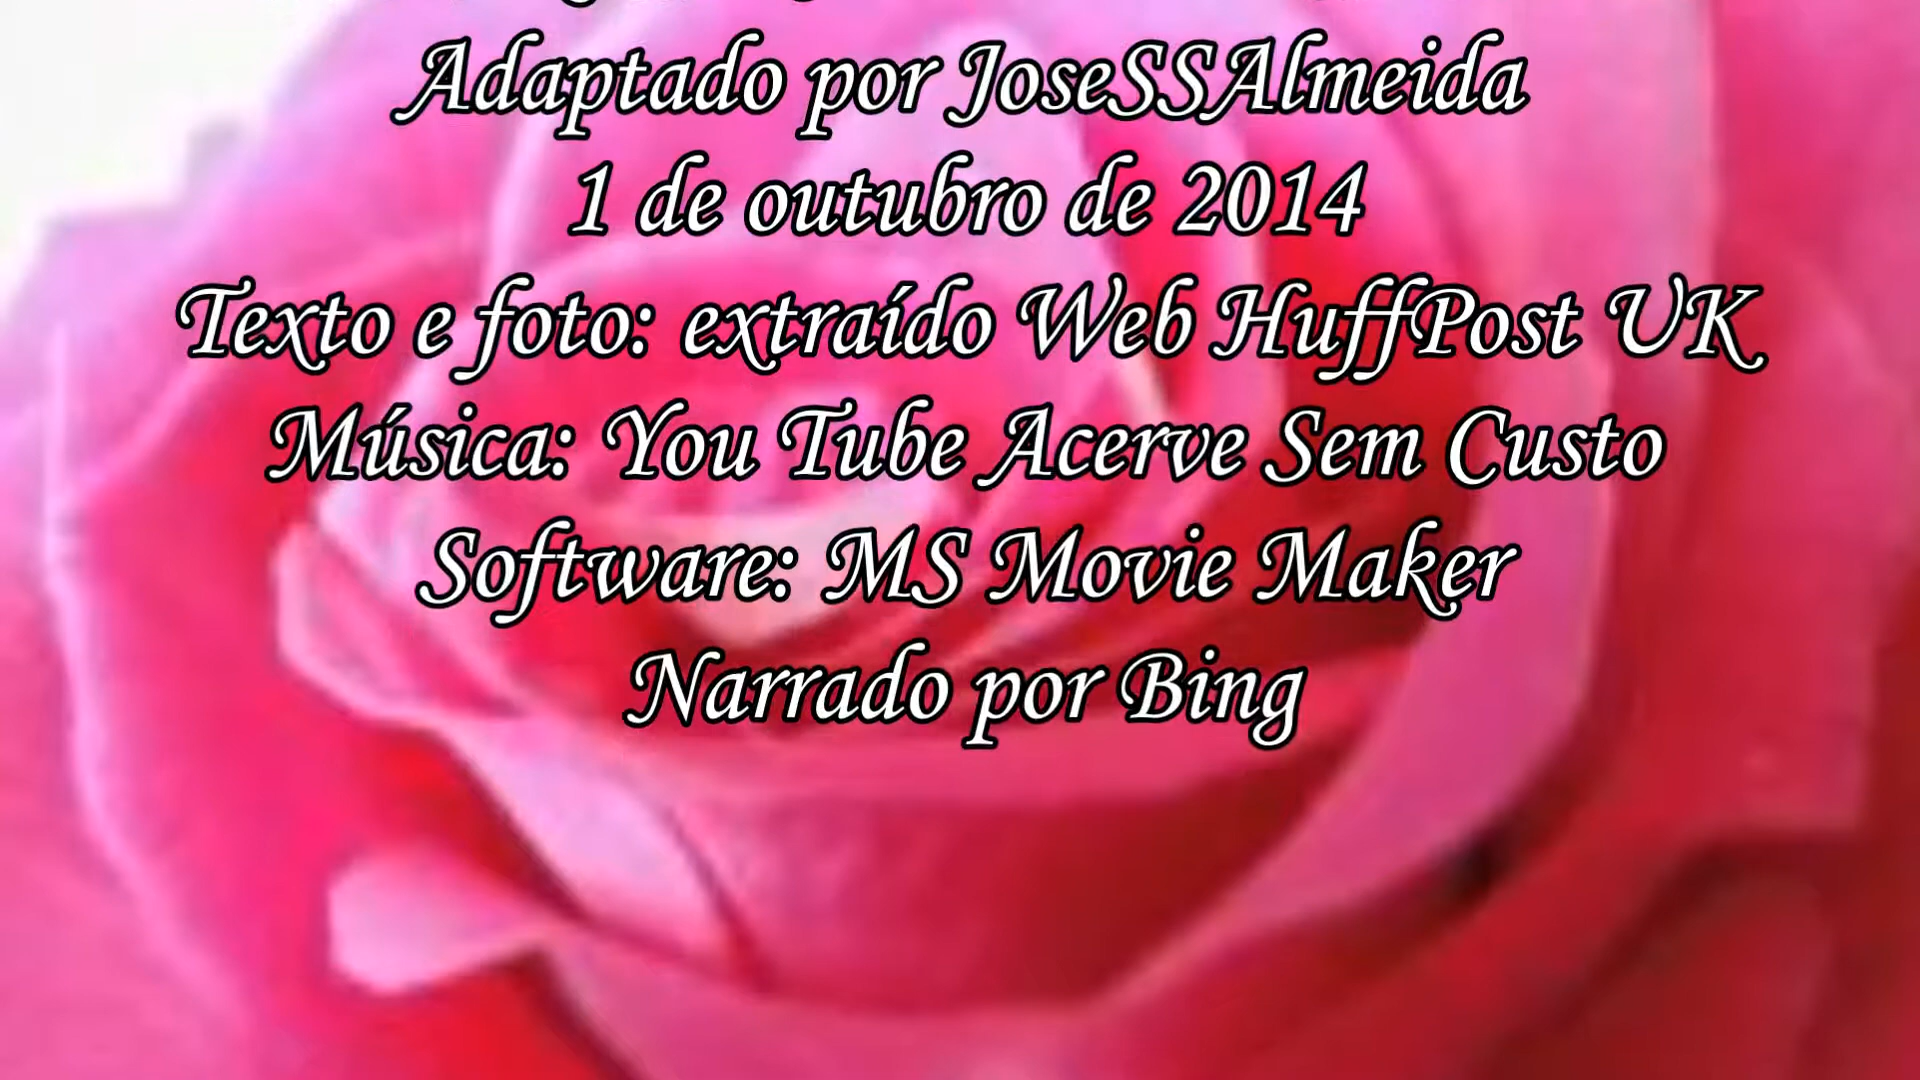 Adaptado por JoseSSAlmeida
1 de outubro de 2014
Texto e foto: extraído Web HuffPost UK
Música: You Tube Acerve Sem Custo
Software: MS Movie Maker
Narrado por Bing